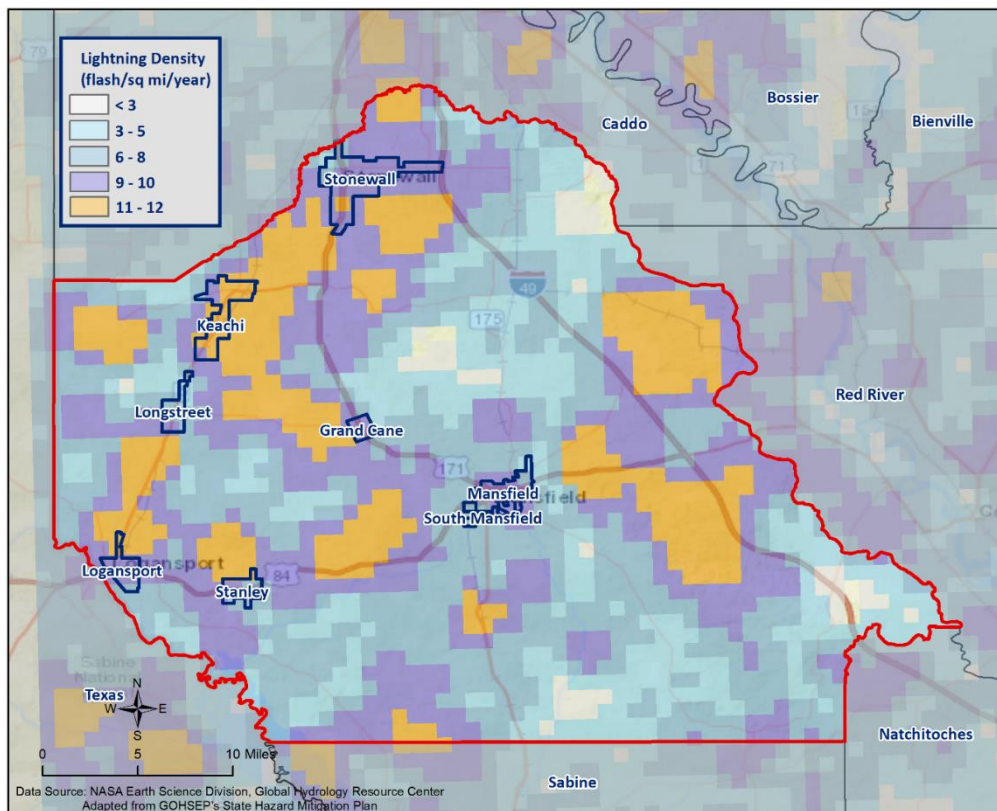 Lightning Density
(flash/sq mi/year)
< 3
3 - 5
6 - 8
9 - 10
11 - 12
79
Caddo
Bossier
Bienville
71
Stonewall
49
175
Keachi
Longstreet
Red River
Grand Cane
171
Mansfield
South Mansfield
Logansport
84
Stanley
Sabine
Texas
N
W E
S
0 5 10 Miles
Natchitoches
Sabine
Data Source: NASA Earth Science Division, Global Hydrology Resource Center
Adapted from GOHSEP's State Hazard Mitigation Plan